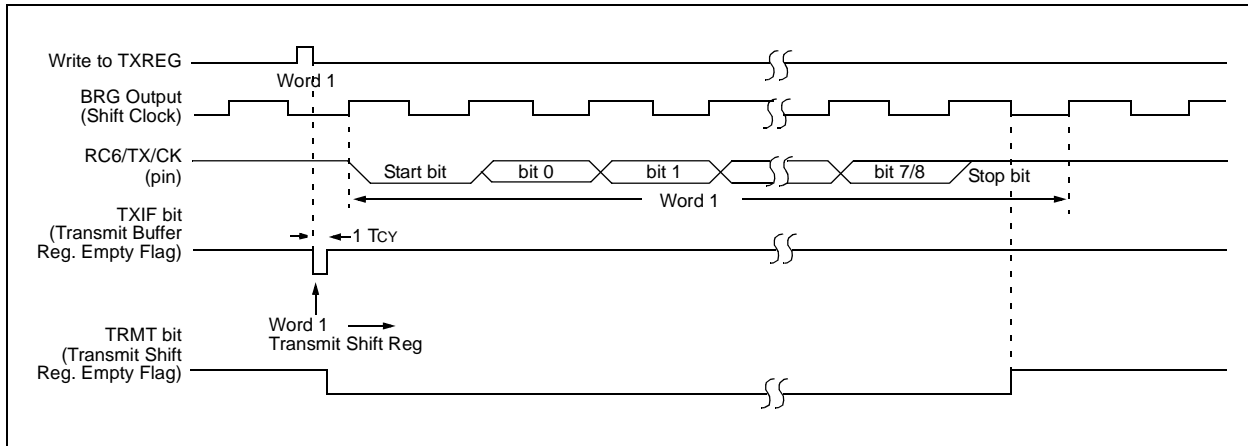 Write to TXREG
Word 1
BRG Output
(Shift Clock)
RC6/TX/CK
(pin)
Start bit
bit 0
bit 1
bit 7/8
Stop bit
Word 1
TXIF bit
(Transmit Buffer
Reg. Empty Flag)
1 TCY
Word 1
Transmit Shift Reg
TRMT bit
(Transmit Shift
Reg. Empty Flag)